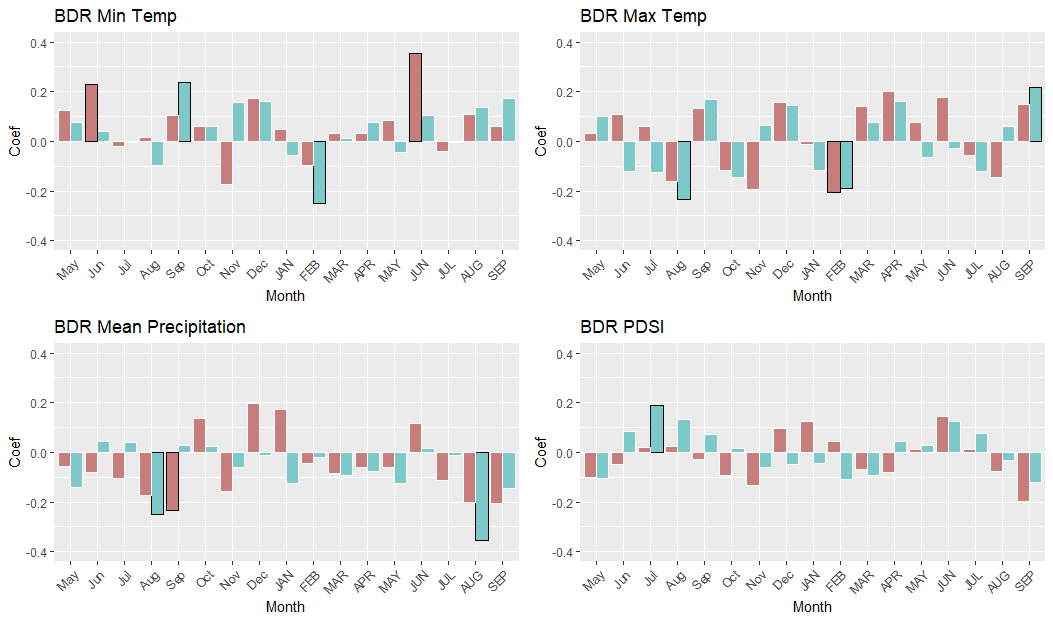 BDR Min Temp
0.4
0.2
0.0
-0.2
-0.4
Coef
May Jun Jul Aug Sep Oct Nov Dec JAN FEB MAR APR MAY JUN JUL AUG SEP
Month
BDR Max Temp
0.4
0.2
0.0
-0.2
-0.4
Coef
May Jun Jul Aug Sep Oct Nov Dec JAN FEB MAR APR MAY JUN JUL AUG SEP
Month
BDR Mean Precipitation
0.4
0.2
0.0
-0.2
-0.4
Coef
May Jun Jul Aug Sep Oct Nov Dec JAN FEB MAR APR MAY JUN JUL AUG SEP
Month
BDR PDSI
0.4
0.2
0.0
-0.2
-0.4
Coef
May Jun Jul Aug Sep Oct Nov Dec JAN FEB MAR APR MAY JUN JUL AUG SEP
Month